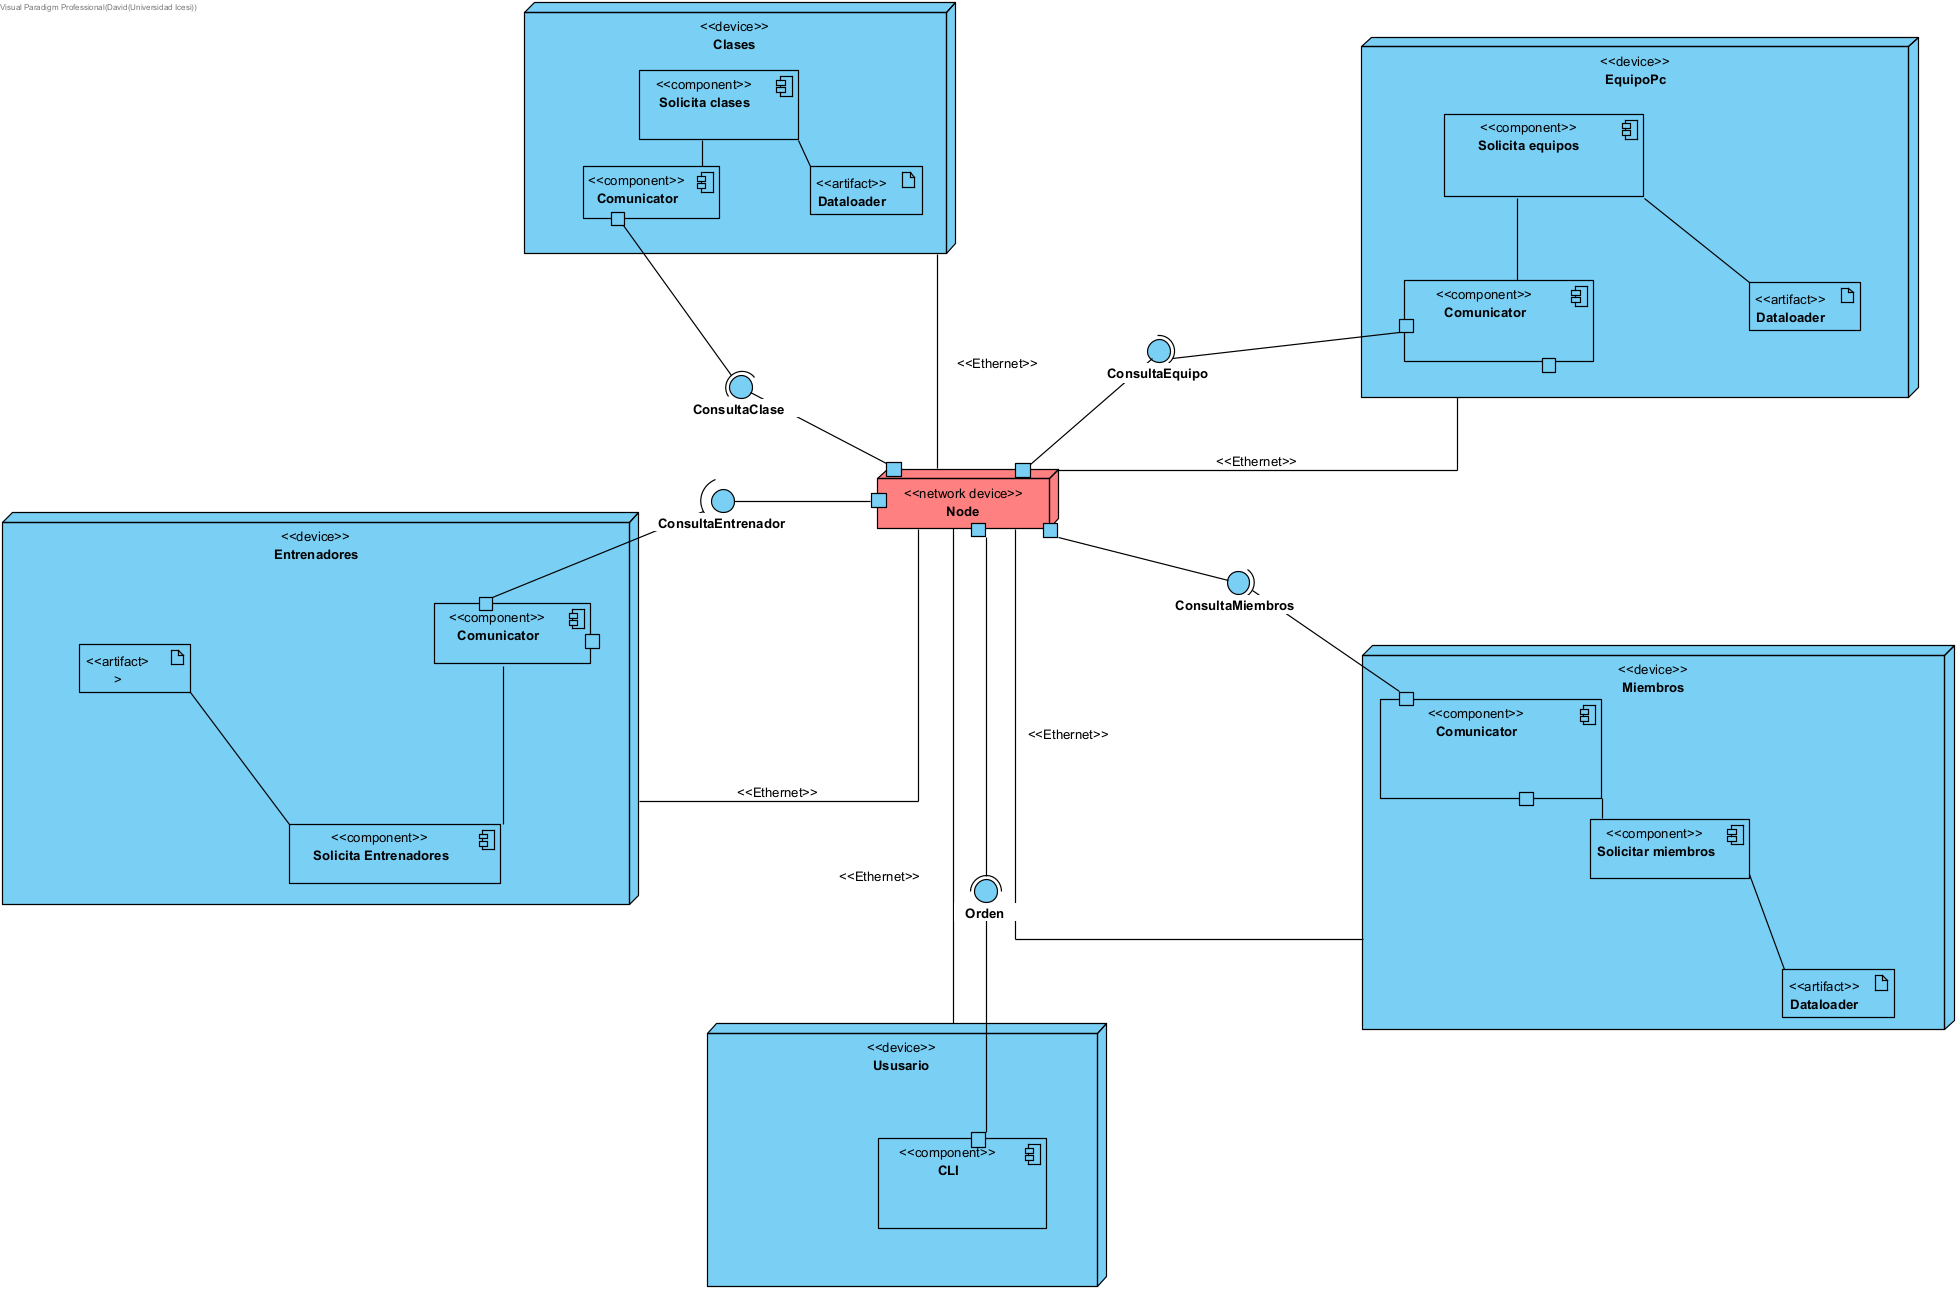 Visual Paradigm Professional(David(Universidad Icesi))
<<device>>
Clases
<<component>>
Solicita clases
<<component>>
Comunicator
<<artifact>>
Dataloader
<<device>>
EquipoPc
<<component>>
Solicita equipos
<<component>>
Comunicator
<<artifact>>
Dataloader
<<Ethernet>>
ConsultaEquipo
ConsultaClase
<<Ethernet>>
<<network device>>
Node
ConsultaEntrenador
<<device>>
Entrenadores
<<component>>
Comunicator
<<artifact>
>
<<component>>
Solicita Entrenadores
<<Ethernet>>
ConsultaMiembros
<<Ethernet>>
<<device>>
Miembros
<<component>>
Comunicator
<<component>>
Solicitar miembros
<<artifact>>
Dataloader
<<Ethernet>>
Orden
<<device>>
Ususario
<<component>>
CLI